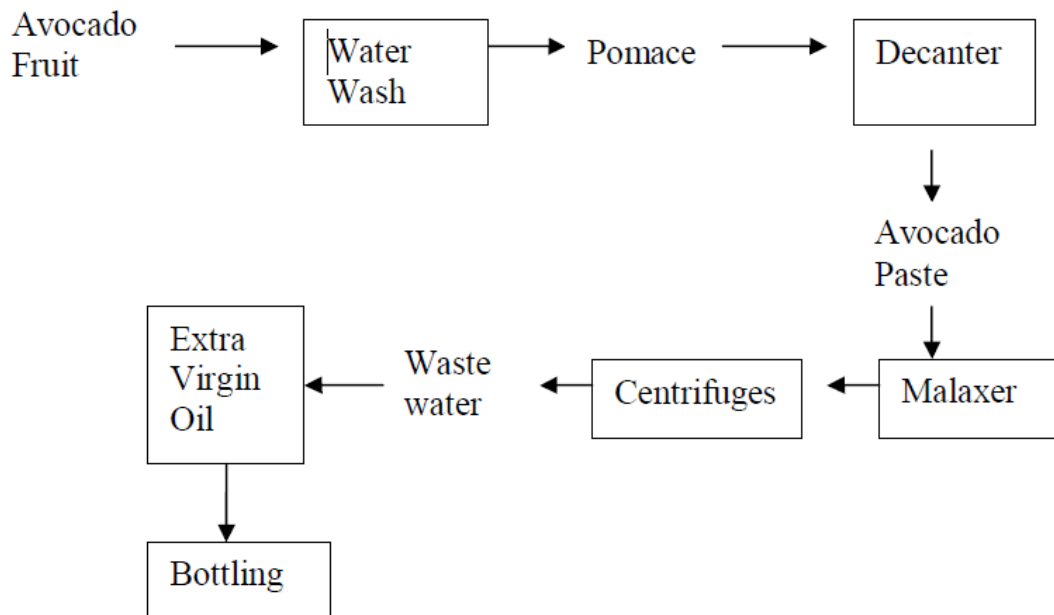 Avocado
Fruit
Water
Wash
Pomace
Decanter
Avocado
Paste
Malaxer
Centrifuges
Waste
water
Extra
Virgin
Oil
Bottling